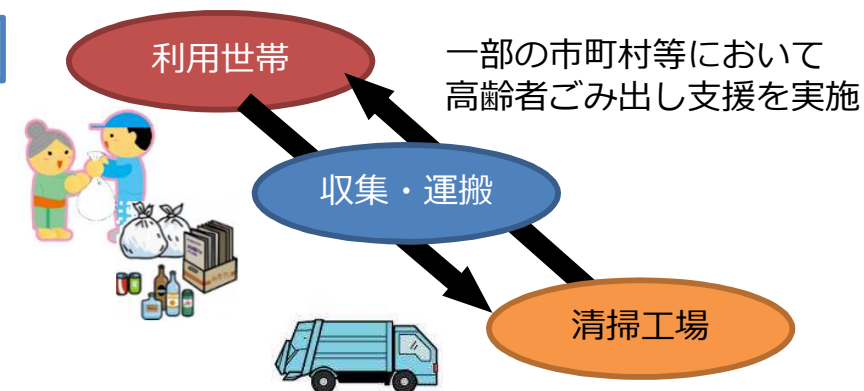 利用世帯
一部の市町村等において
高齢者ごみ出し支援を実施
収集・運搬
清掃工場